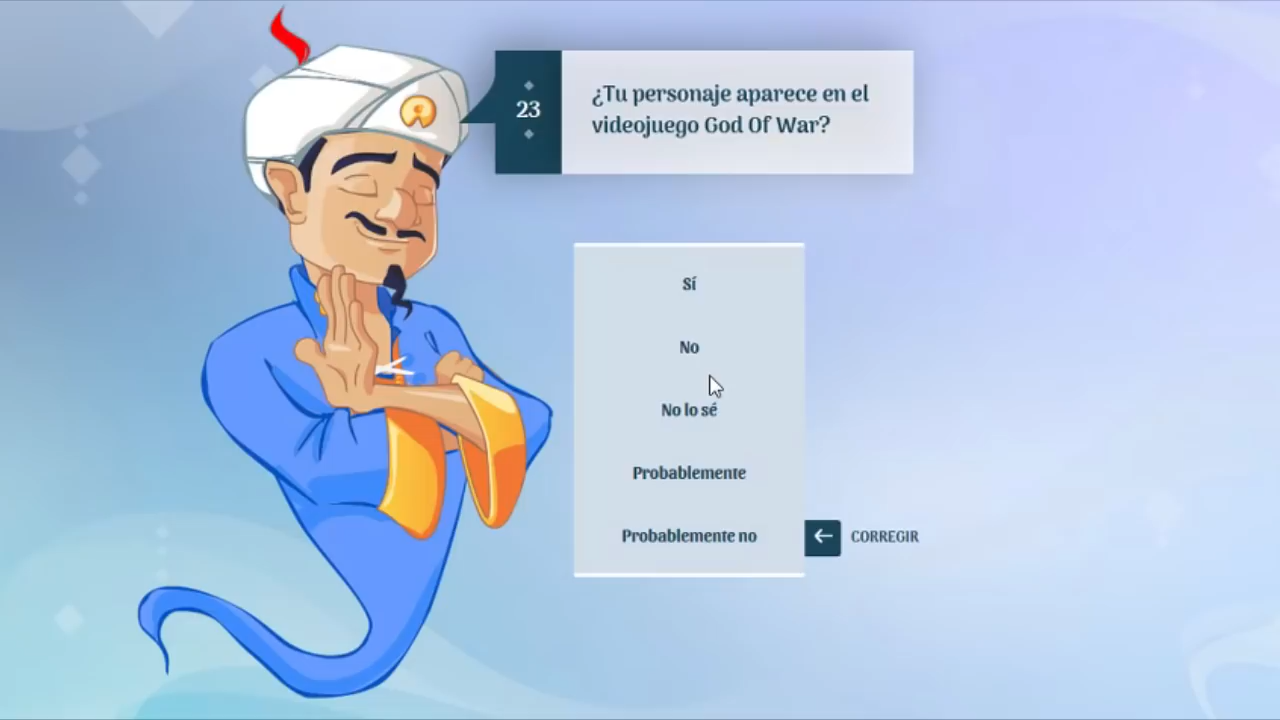 23
¿Tu personaje aparece en el
videojuego God Of War?
Sí
No
No lo sé
Probablemente
Probablemente no
CORREGIR